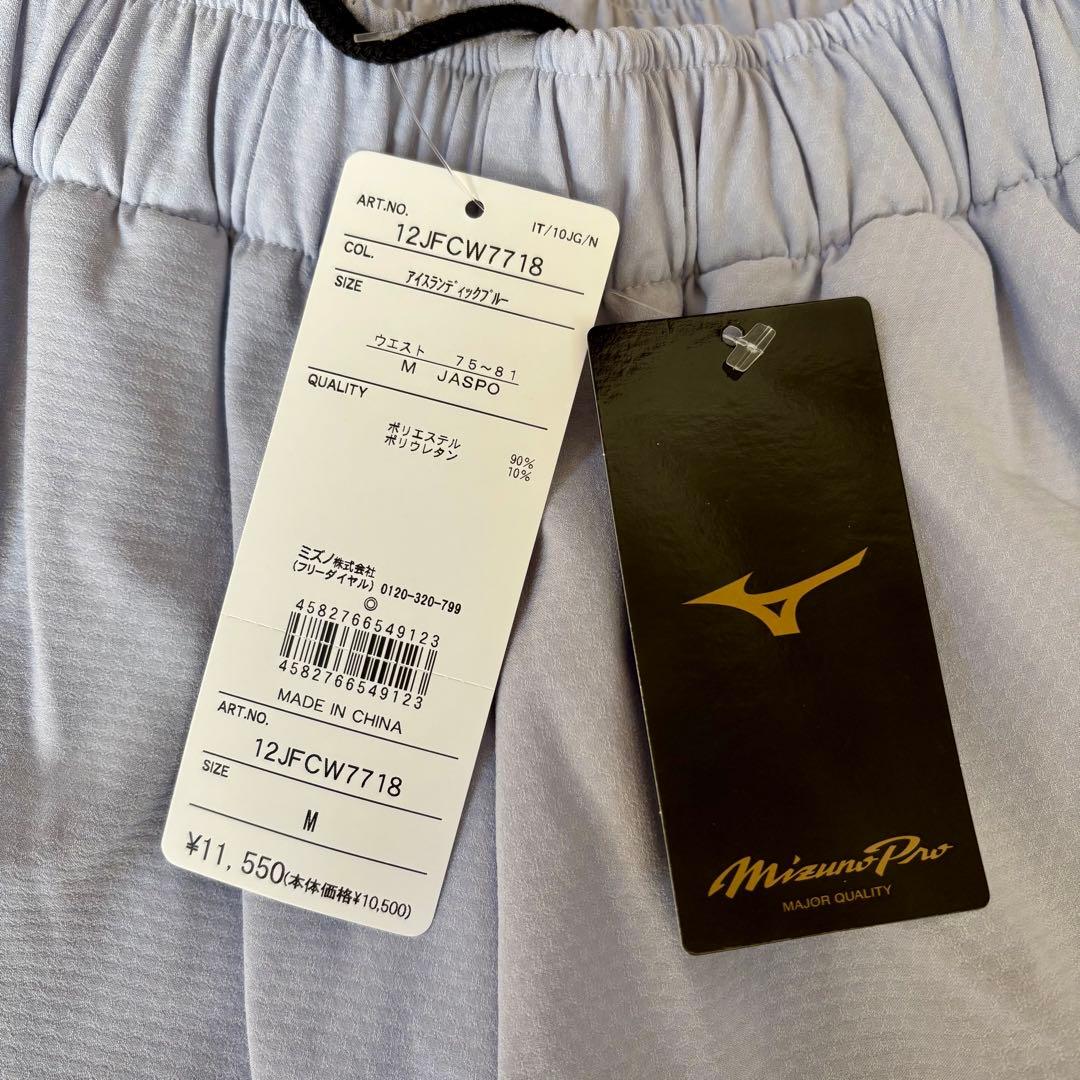 ART.NO.
IT/10JG/N
12JFCW7718
COL.
アイスランディックブルー
SIZE
ウエスト 75~81
M JASPO
QUALITY
ポリエステル 90%
ポリウレタン 10%
ミズノ株式会社
(フリーダイヤル) 0120-320-799
◎
4582766549123
4582766549123
MADE IN CHINA
ART.NO.
12JFCW7718
SIZE
M
¥11,550(本体価格¥10,500)
Mizuno Pro
MAJOR QUALITY